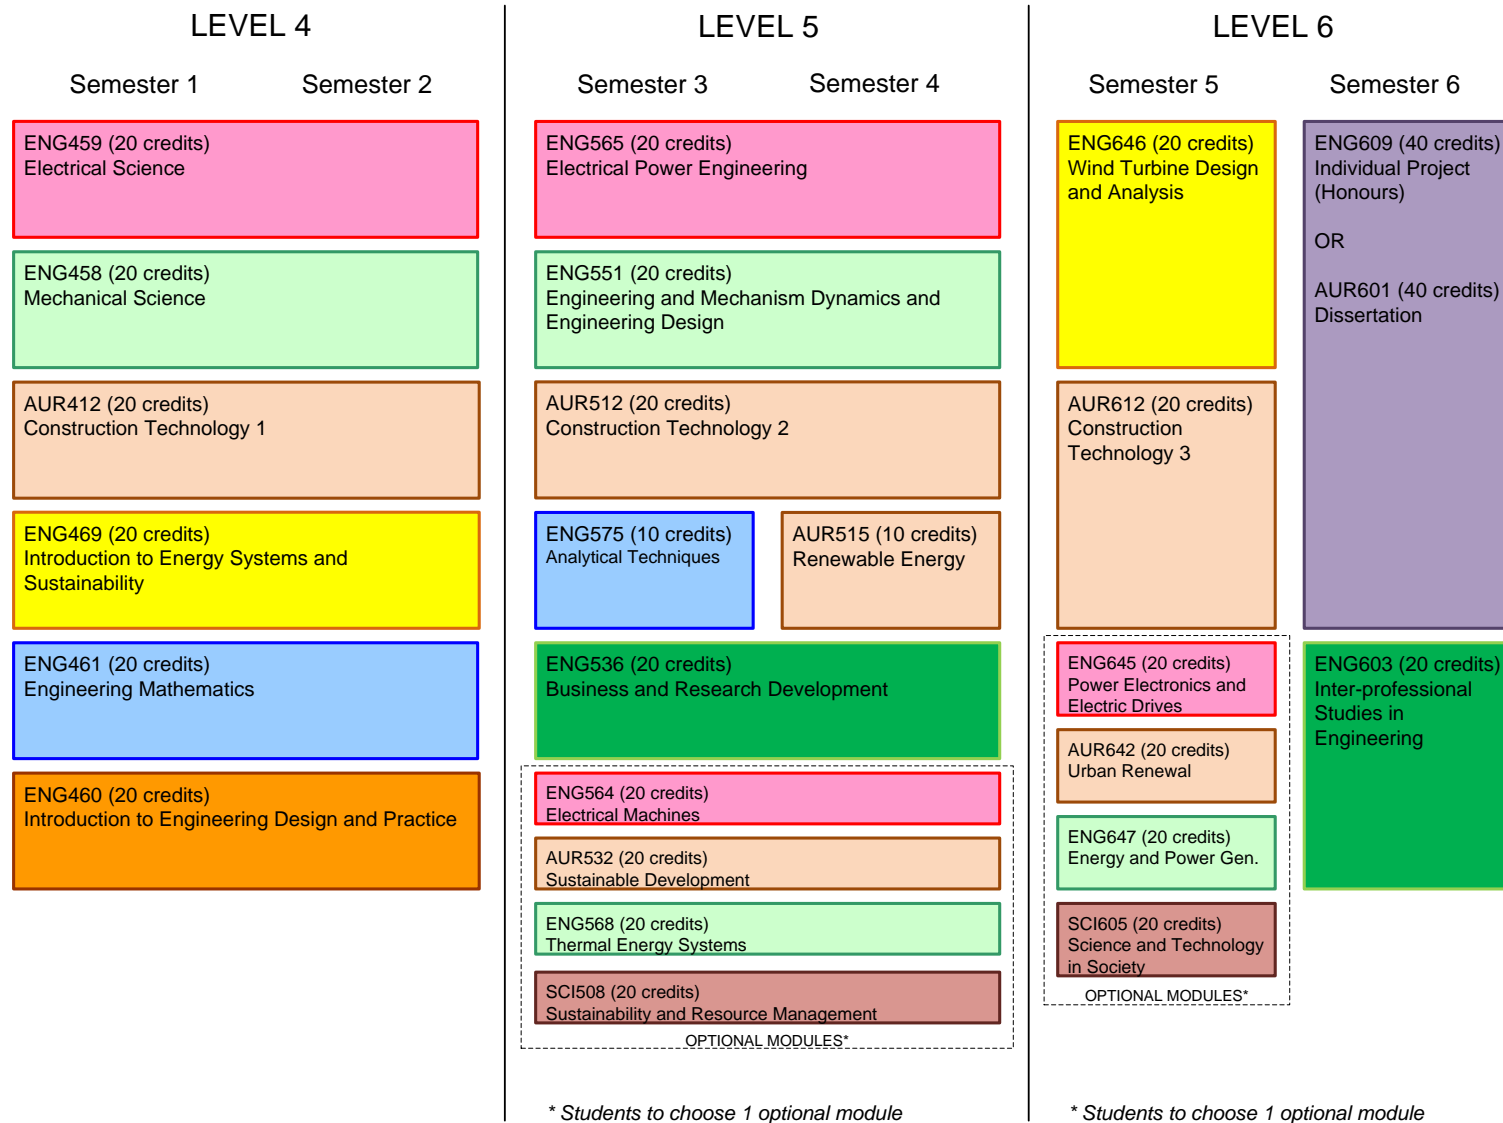 LEVEL 4
Semester 1
Semester 2
ENG459 (20 credits)
Electrical Science
ENG458 (20 credits)
Mechanical Science
AUR412 (20 credits)
Construction Technology 1
ENG469 (20 credits)
Introduction to Energy Systems and
Sustainability
ENG461 (20 credits)
Engineering Mathematics
ENG460 (20 credits)
Introduction to Engineering Design and Practice
LEVEL 5
Semester 3
Semester 4
ENG565 (20 credits)
Electrical Power Engineering
ENG551 (20 credits)
Engineering and Mechanism Dynamics and
Engineering Design
AUR512 (20 credits)
Construction Technology 2
ENG575 (10 credits)
Analytical Techniques
AUR515 (10 credits)
Renewable Energy
ENG536 (20 credits)
Business and Research Development
ENG564 (20 credits)
Electrical Machines
AUR532 (20 credits)
Sustainable Development
ENG568 (20 credits)
Thermal Energy Systems
SCI508 (20 credits)
Sustainability and Resource Management
OPTIONAL MODULES*
* Students to choose 1 optional module
LEVEL 6
Semester 5
Semester 6
ENG646 (20 credits)
Wind Turbine Design
and Analysis
AUR612 (20 credits)
Construction
Technology 3
ENG645 (20 credits)
Power Electronics and
Electric Drives
AUR642 (20 credits)
Urban Renewal
ENG647 (20 credits)
Energy and Power Gen.
SCI605 (20 credits)
Science and Technology
in Society
OPTIONAL MODULES*
ENG609 (40 credits)
Individual Project
(Honours)
OR
AUR601 (40 credits)
Dissertation
ENG603 (20 credits)
Inter-professional
Studies in
Engineering
* Students to choose 1 optional module